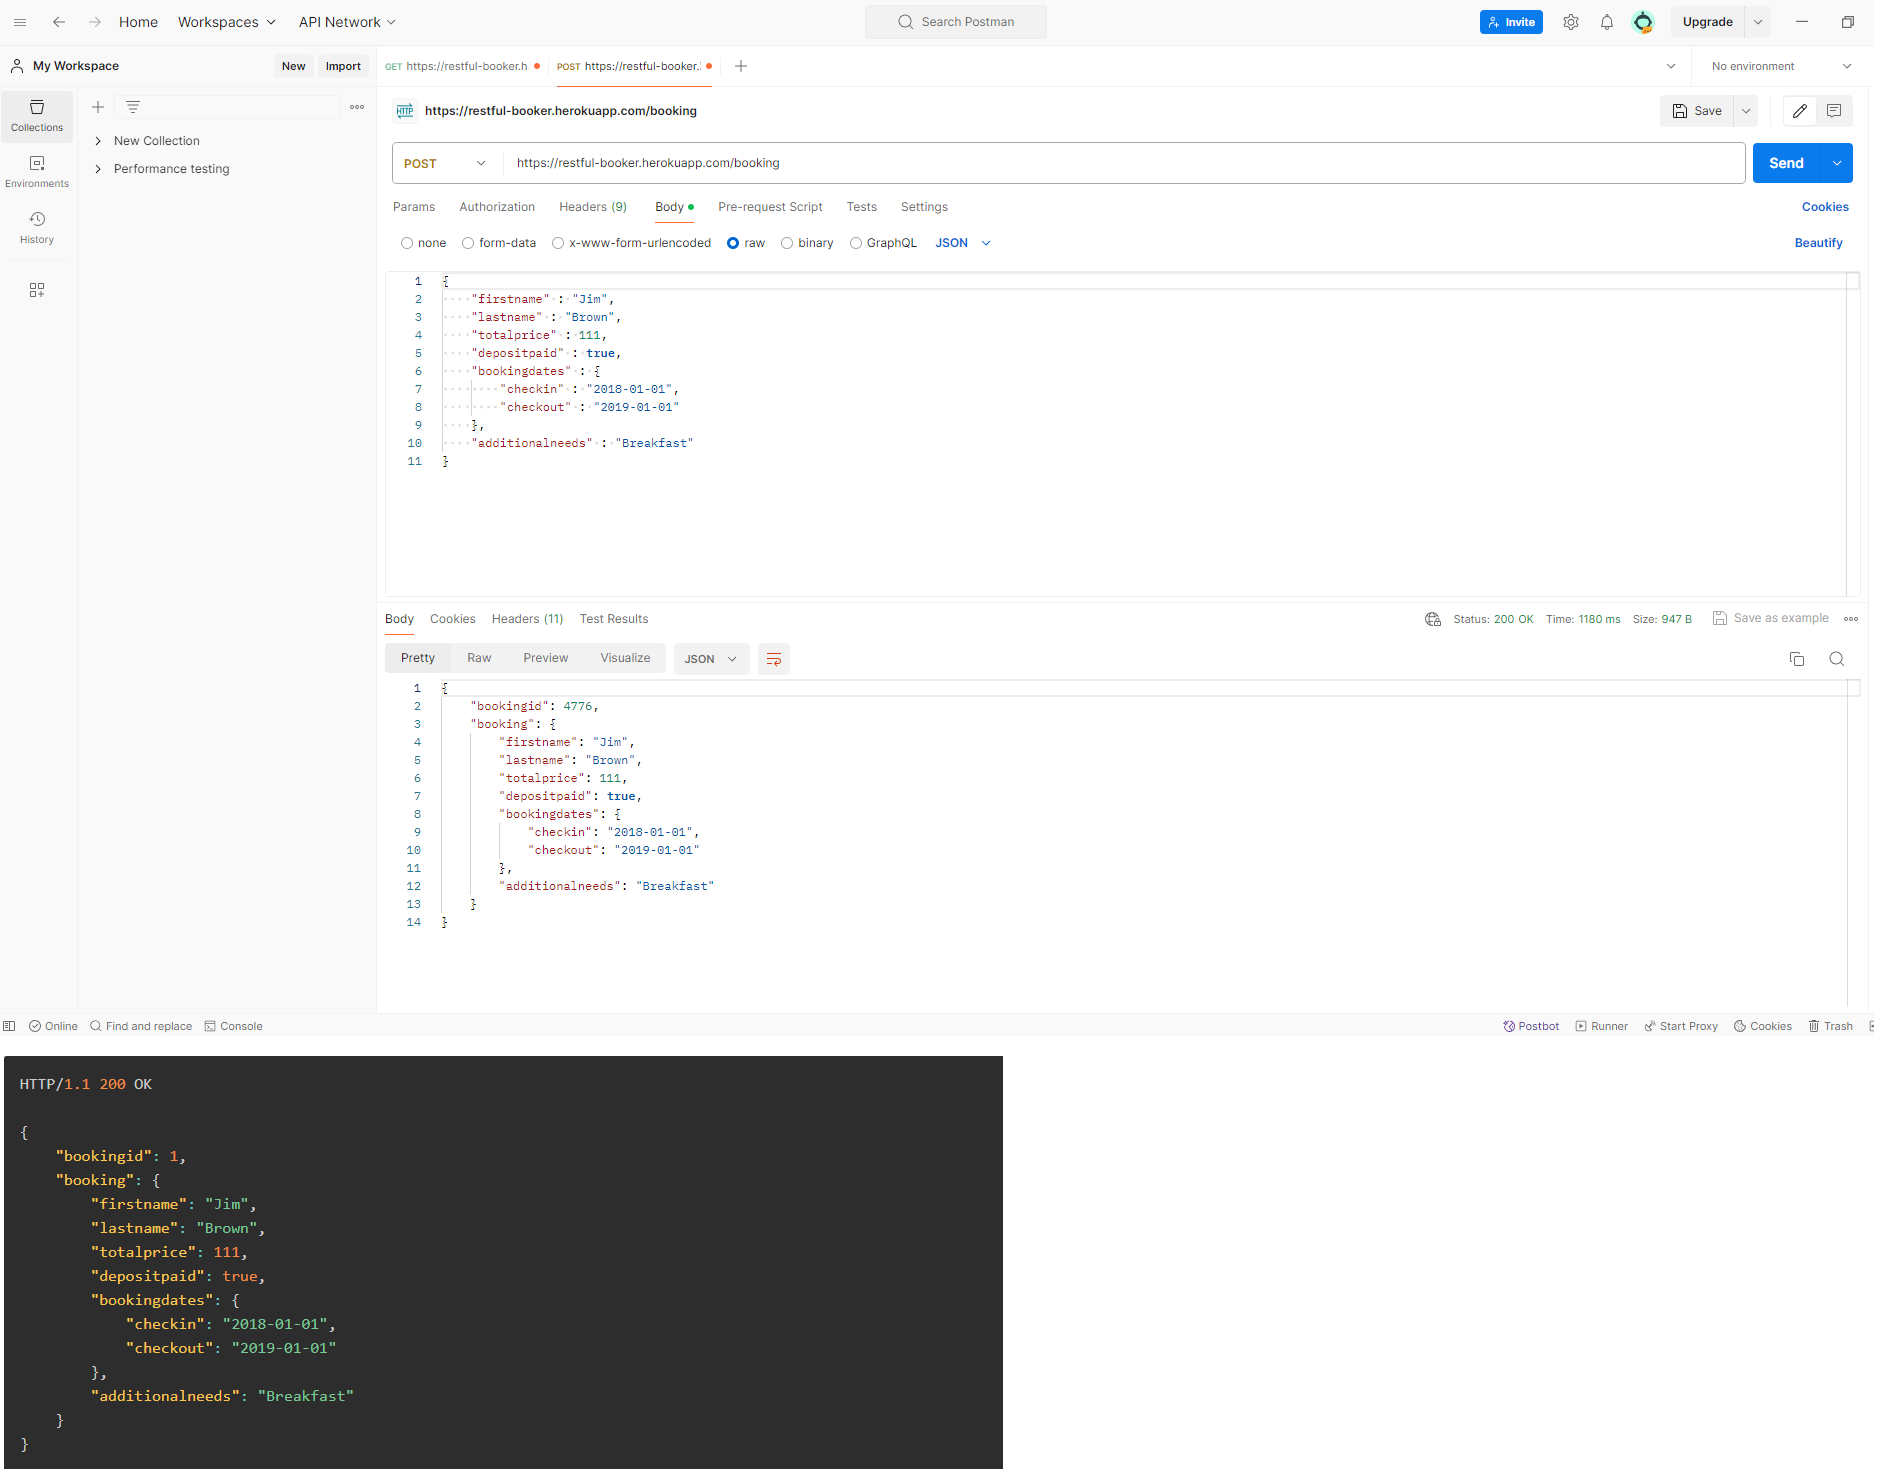 Home Workspaces API Network Search Postman Invite Upgrade
My Workspace New Import GET https://restful-booker.h POST https://restful-booker. No environment
Collections
Environments
History
New Collection
Performance testing
HTTP https://restful-booker.herokuapp.com/booking Save
POST https://restful-booker.herokuapp.com/booking Send
Params Authorization Headers (9) Body Pre-request Script Tests Settings Cookies
none form-data x-www-form-urlencoded raw binary GraphQL JSON Beautify
1 {
2 "firstname" : "Jim",
3 "lastname" : "Brown",
4 "totalprice" : 111,
5 "depositpaid" : true,
6 "bookingdates" : {
7 "checkin" : "2018-01-01",
8 "checkout" : "2019-01-01"
9 },
10 "additionalneeds" : "Breakfast"
11 }
Body Cookies Headers (11) Test Results Status: 200 OK Time: 1180 ms Size: 947 B Save as example
Pretty Raw Preview Visualize JSON
1 {
2 "bookingid": 4776,
3 "booking": {
4 "firstname": "Jim",
5 "lastname": "Brown",
6 "totalprice": 111,
7 "depositpaid": true,
8 "bookingdates": {
9 "checkin": "2018-01-01",
10 "checkout": "2019-01-01"
11 },
12 "additionalneeds": "Breakfast"
13 }
14 }
Online Find and replace Console Postbot Runner Start Proxy Cookies Trash
HTTP/1.1 200 OK
{
"bookingid": 1,
"booking": {
"firstname": "Jim",
"lastname": "Brown",
"totalprice": 111,
"depositpaid": true,
"bookingdates": {
"checkin": "2018-01-01",
"checkout": "2019-01-01"
},
"additionalneeds": "Breakfast"
}
}